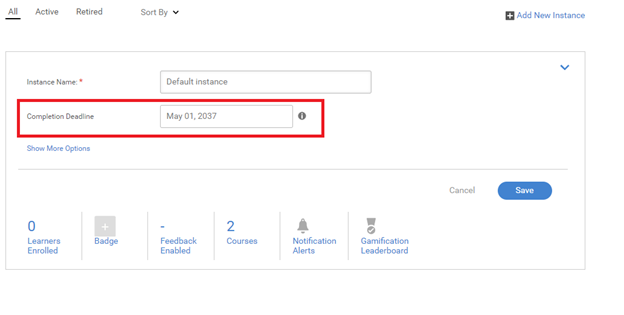 All Active Retired Sort By
Add New Instance
Instance Name: * Default instance
Completion Deadline May 01, 2037
Show More Options
Cancel Save
0
Learners
Enrolled
+
Badge
-
Feedback
Enabled
2
Courses
Notification
Alerts
Gamification
Leaderboard